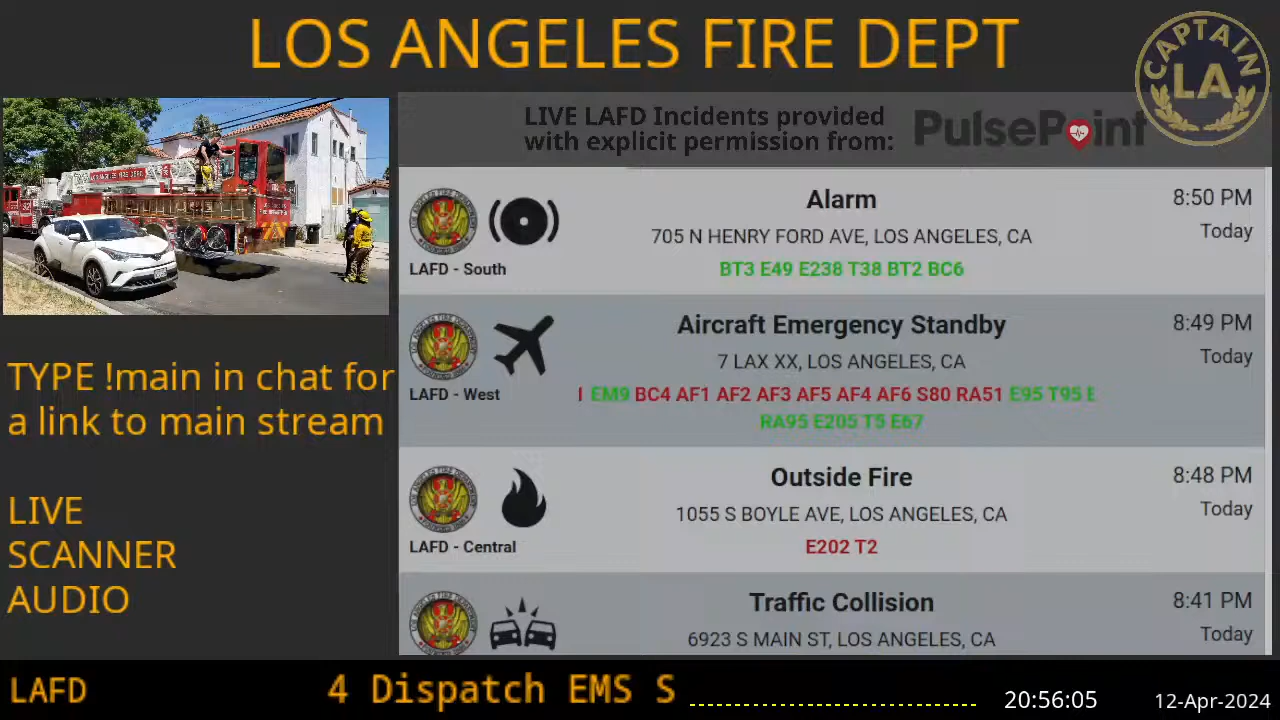 LOS ANGELES FIRE DEPT
CAPTAIN
LA
LIVE LAFD Incidents provided
with explicit permission from:
PulsePoint
Alarm
8:50 PM
705 N HENRY FORD AVE, LOS ANGELES, CA
Today
LAFD - South
BT3 E49 E238 T38 BT2 BC6
Aircraft Emergency Standby
8:49 PM
7 LAX XX, LOS ANGELES, CA
Today
LAFD - West
EM9 BC4 AF1 AF2 AF3 AF5 AF4 AF6 S80 RA51 E95 T95 E
RA95 E205 T5 E67
Outside Fire
8:48 PM
1055 S BOYLE AVE, LOS ANGELES, CA
Today
LAFD - Central
E202 T2
Traffic Collision
8:41 PM
6923 S MAIN ST, LOS ANGELES, CA
Today
TYPE !main in chat for
a link to main stream
LIVE
SCANNER
AUDIO
LAFD
4 Dispatch EMS S
20:56:05
12-Apr-2024